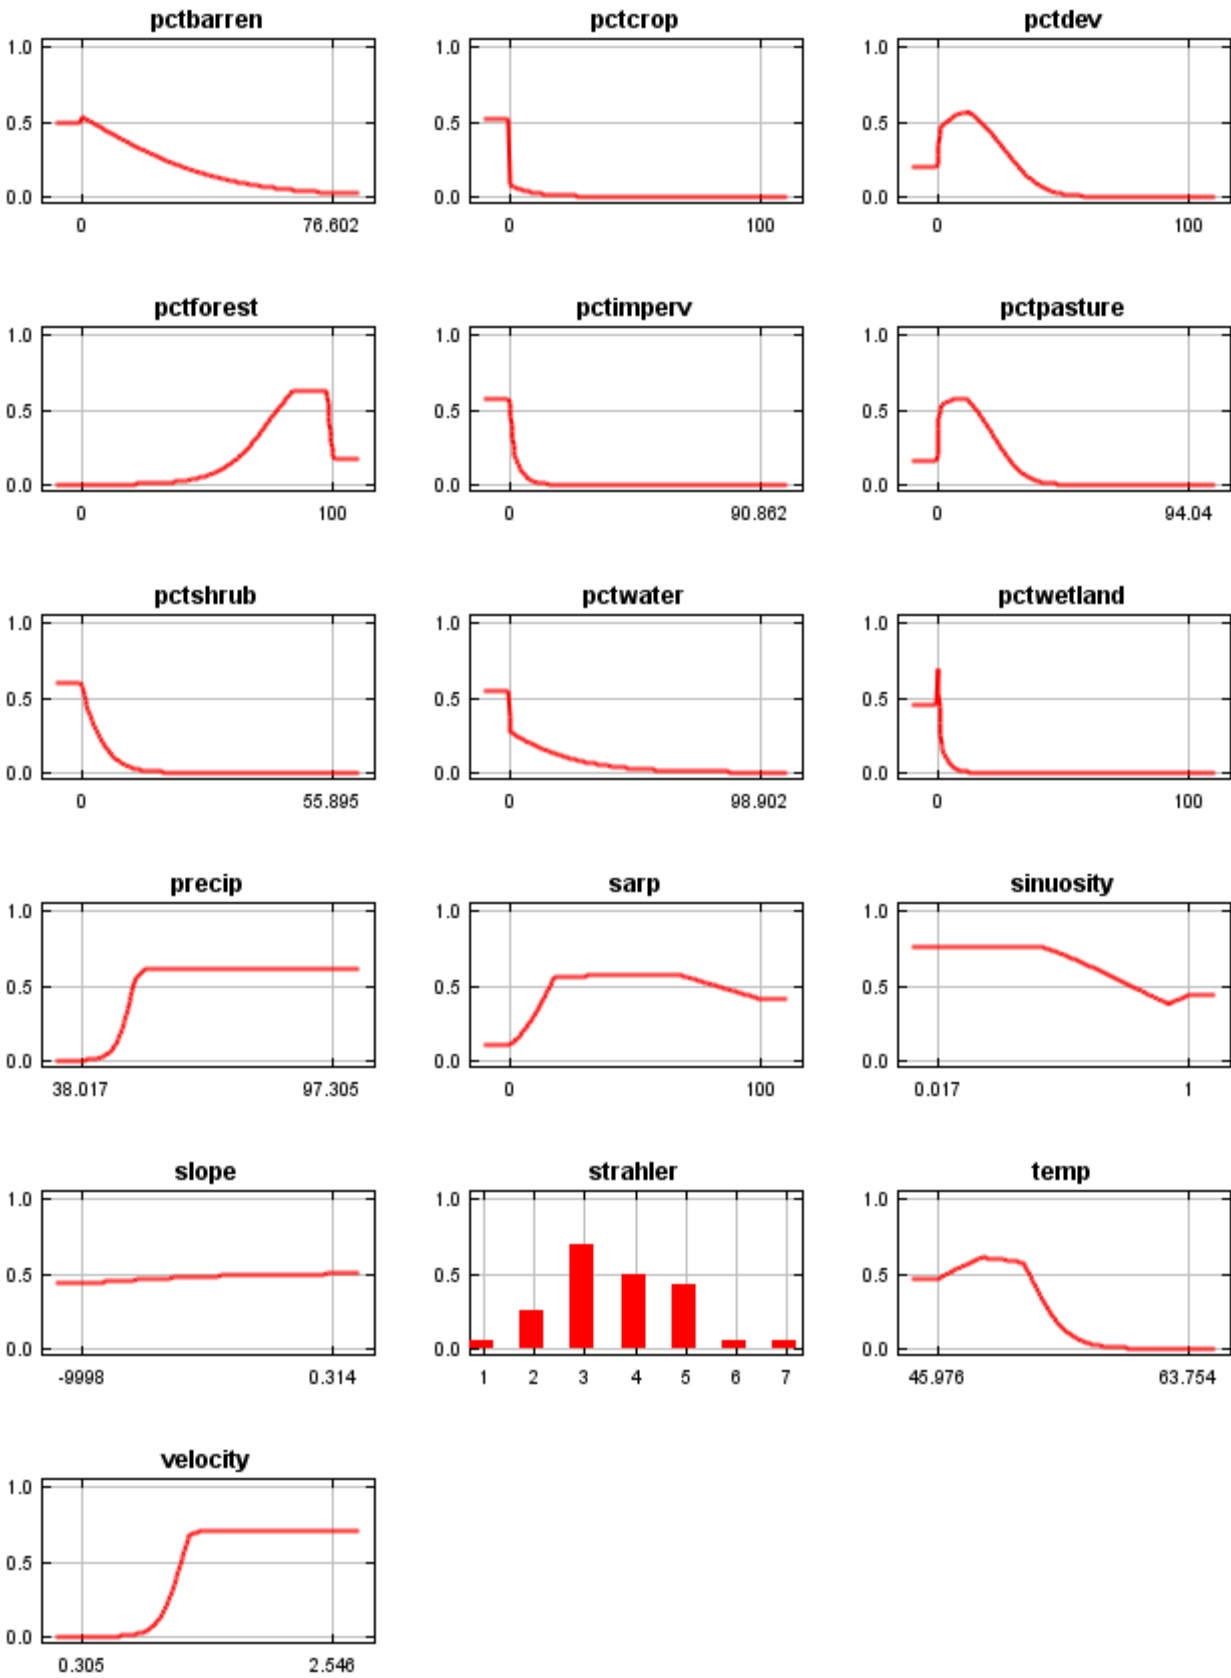 pctbarren pctcrop pctdev
1.0 1.0 1.0
0.5 0.5 0.5
0.0 0.0 0.0
0 76.602 0 100 0 100
pctforest pctimperv pctpasture
1.0 1.0 1.0
0.5 0.5 0.5
0.0 0.0 0.0
0 100 0 90.862 0 94.04
pctshrub pctwater pctwetland
1.0 1.0 1.0
0.5 0.5 0.5
0.0 0.0 0.0
0 55.895 0 98.902 0 100
precip sarp sinuosity
1.0 1.0 1.0
0.5 0.5 0.5
0.0 0.0 0.0
38.017 97.305 0 100 0.017 1
slope strahler temp
1.0 1.0 1.0
0.5 0.5 0.5
0.0 0.0 0.0
-9998 0.314 1 2 3 4 5 6 7 45.976 63.754
velocity
1.0
0.5
0.0
0.305 2.546